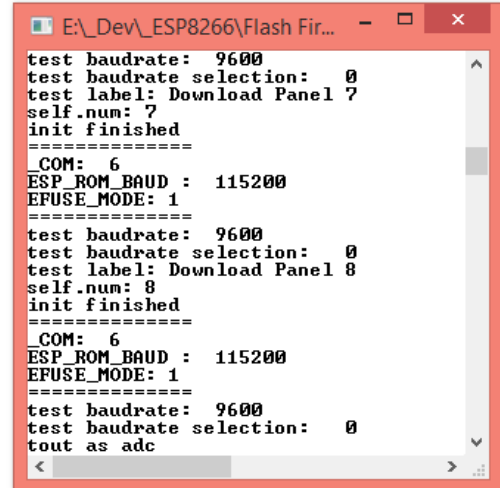 E:\_Dev\_ESP8266\Flash Fir...
test baudrate:  9600
test baudrate selection:   0
test label: Download Panel 7
self.num: 7
init finished
==============
_COM:  6
ESP_ROM_BAUD :  115200
EFUSE_MODE: 1
==============
test baudrate:  9600
test baudrate selection:   0
test label: Download Panel 8
self.num: 8
init finished
==============
_COM:  6
ESP_ROM_BAUD :  115200
EFUSE_MODE: 1
==============
test baudrate:  9600
test baudrate selection:   0
tout as adc